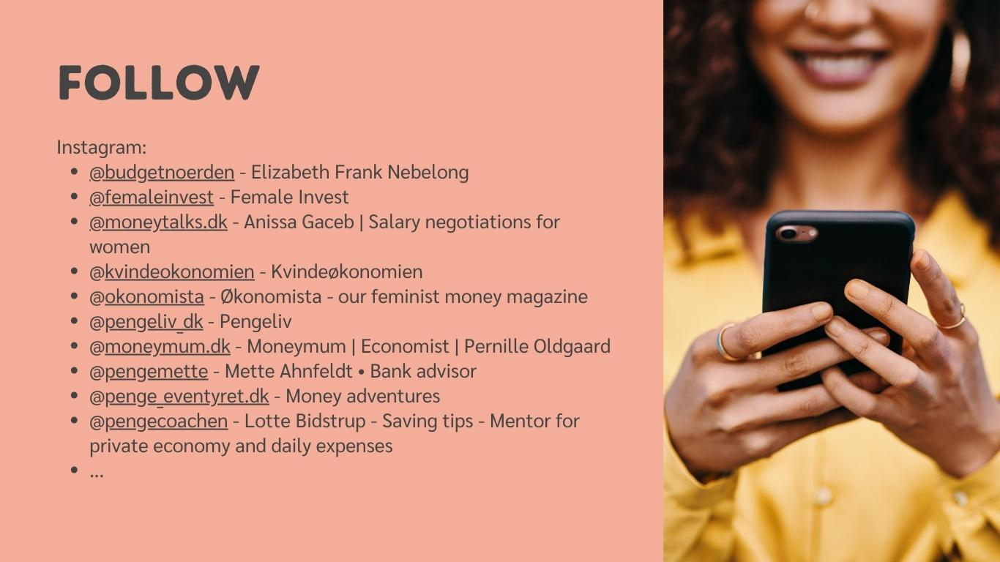 FOLLOW
Instagram:
• @budgetnoerden - Elizabeth Frank Nebelong
• @femaleinvest - Female Invest
• @moneytalks.dk - Anissa Gaceb | Salary negotiations for
women
• @kvindeokonomien - Kvindeøkonomien
• @okonomista - Økonomista - our feminist money magazine
• @pengeliv_dk - Pengeliv
• @moneymum.dk - Moneymum | Economist | Pernille Oldgaard
• @pengemette - Mette Ahnfeldt • Bank advisor
• @penge_eventyret.dk - Money adventures
• @pengecoachen - Lotte Bidstrup - Saving tips - Mentor for
private economy and daily expenses
• ...